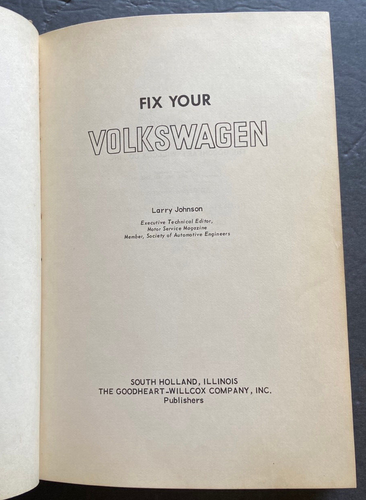 FIX YOUR
VOLKSWAGEN
Larry Johnson
Executive Technical Editor,
Motor Service Magazine
Member, Society of Automotive Engineers
SOUTH HOLLAND, ILLINOIS
THE GOODHEART-WILLCOX COMPANY, INC.
Publishers